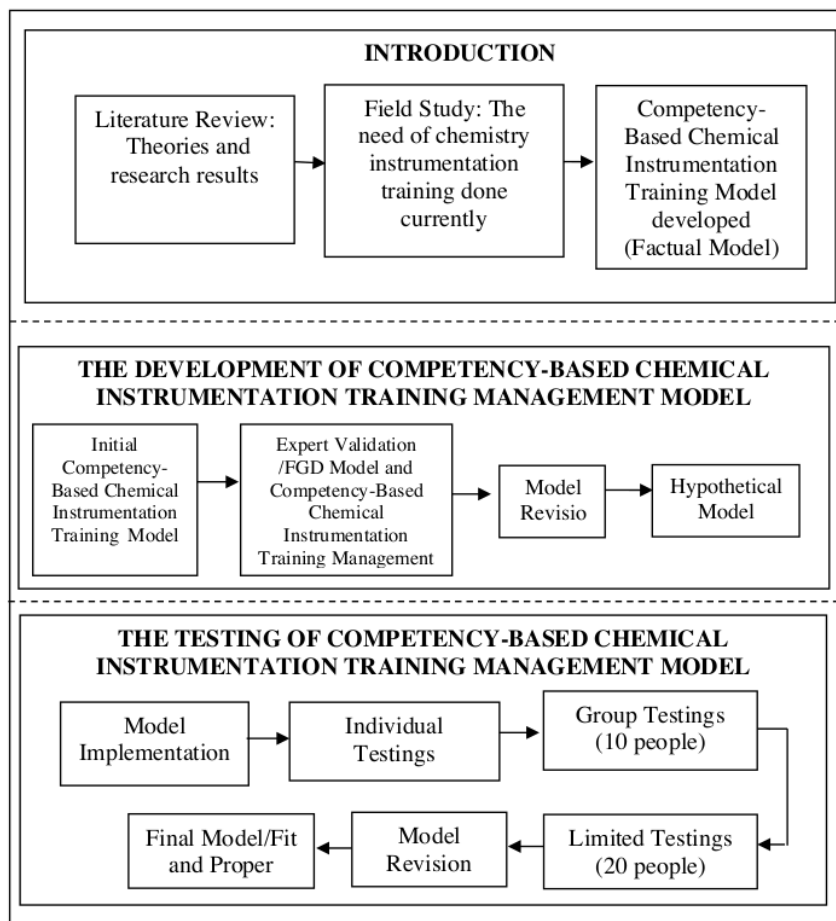 INTRODUCTION
Literature Review:
Theories and
research results
Field Study: The
need of chemistry
instrumentation
training done
currently
Competency-
Based Chemical
Instrumentation
Training Model
developed
(Factual Model)
THE DEVELOPMENT OF COMPETENCY-BASED CHEMICAL
INSTRUMENTATION TRAINING MANAGEMENT MODEL
Initial
Competency-
Based Chemical
Instrumentation
Training Model
Expert Validation
/FGD Model and
Competency-Based
Chemical
Instrumentation
Training Management
Model
Revisio
Hypothetical
Model
THE TESTING OF COMPETENCY-BASED CHEMICAL
INSTRUMENTATION TRAINING MANAGEMENT MODEL
Model
Implementation
Individual
Testings
Group Testings
(10 people)
Limited Testings
(20 people)
Model
Revision
Final Model/Fit
and Proper